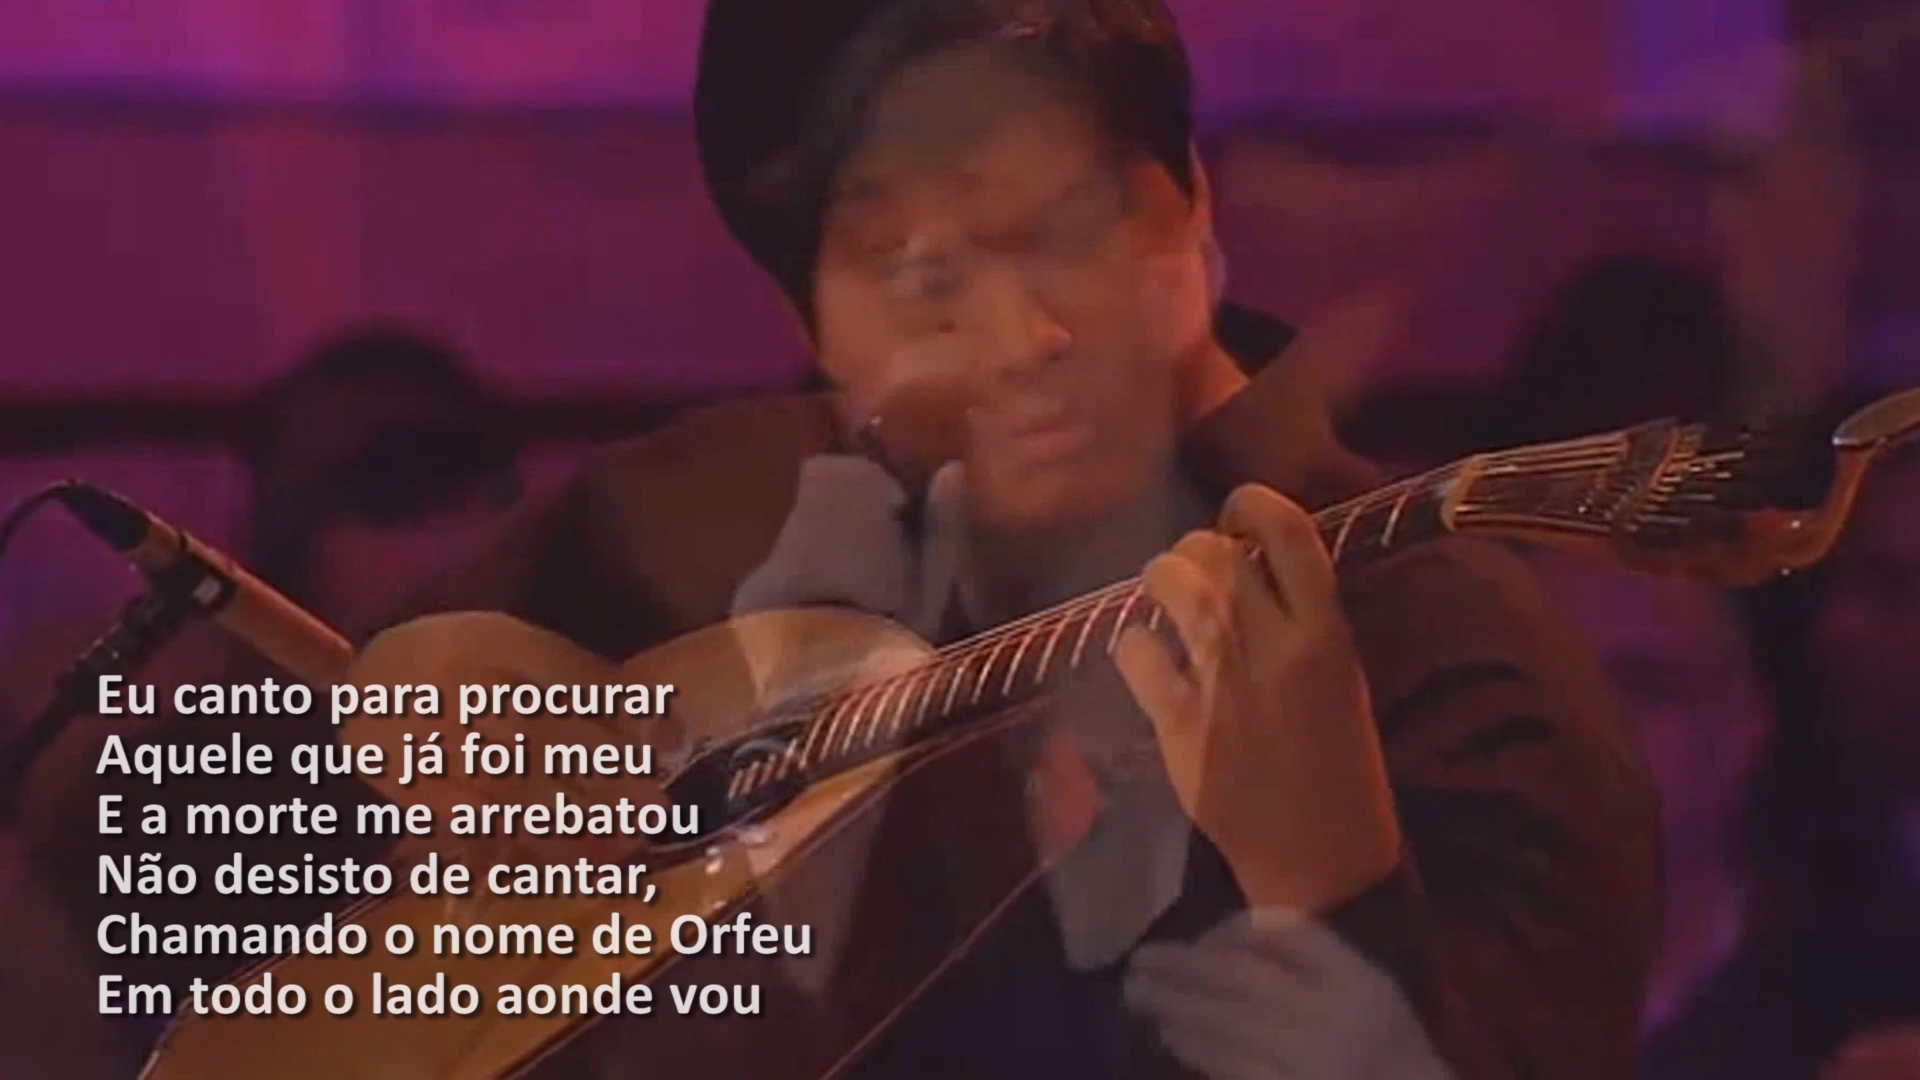 Eu canto para procurar
Aquele que já foi meu
E a morte me arrebatou
Não desisto de cantar,
Chamando o nome de Orfeu
Em todo o lado aonde vou